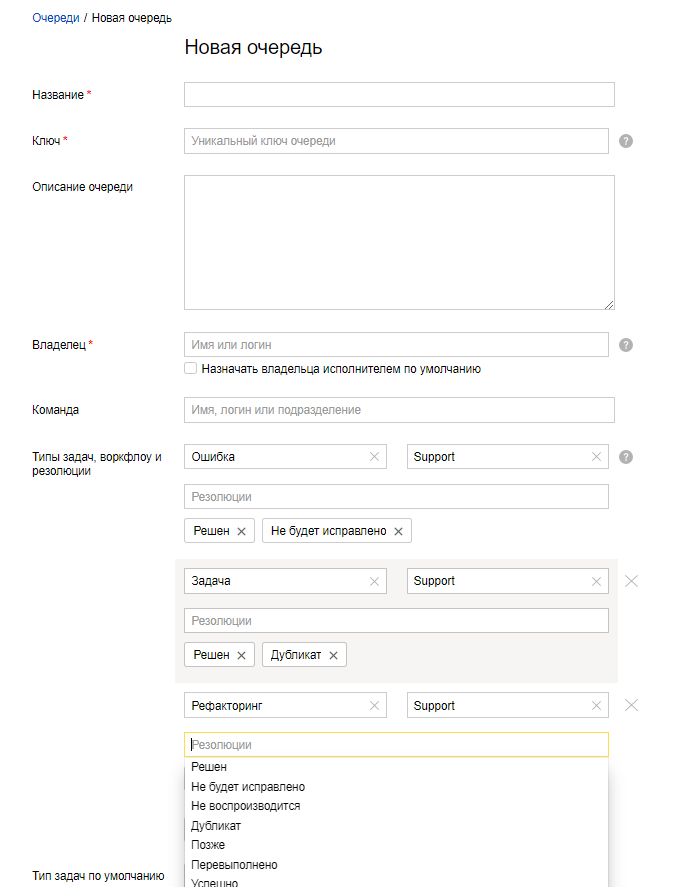 Очереди / Новая очередь
Новая очередь
Название *
Ключ * Уникальный ключ очереди ?
Описание очереди
Владелец * Имя или логин ?
Назначать владельца исполнителем по умолчанию
Команда Имя, логин или подразделение
Типы задач, воркфлоу и
резолюции
Ошибка × Support × ?
Резолюции
Решен × Не будет исправлено ×
Задача × Support × ×
Резолюции
Решен × Дубликат ×
Рефакторинг × Support × ×
Резолюции
Решен
Не будет исправлено
Не воспроизводится
Дубликат
Позже
Перевыполнено
Успешно
Тип задач по умолчанию